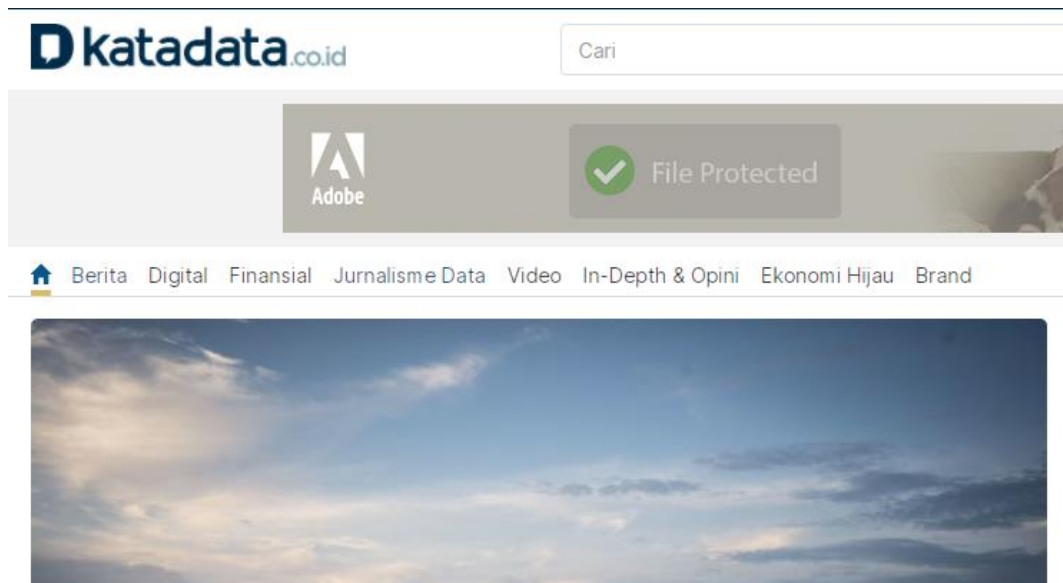 katadata.co.id
Cari
Adobe
File Protected
Berita Digital Finansial Jurnalisme Data Video In-Depth & Opini Ekonomi Hijau Brand